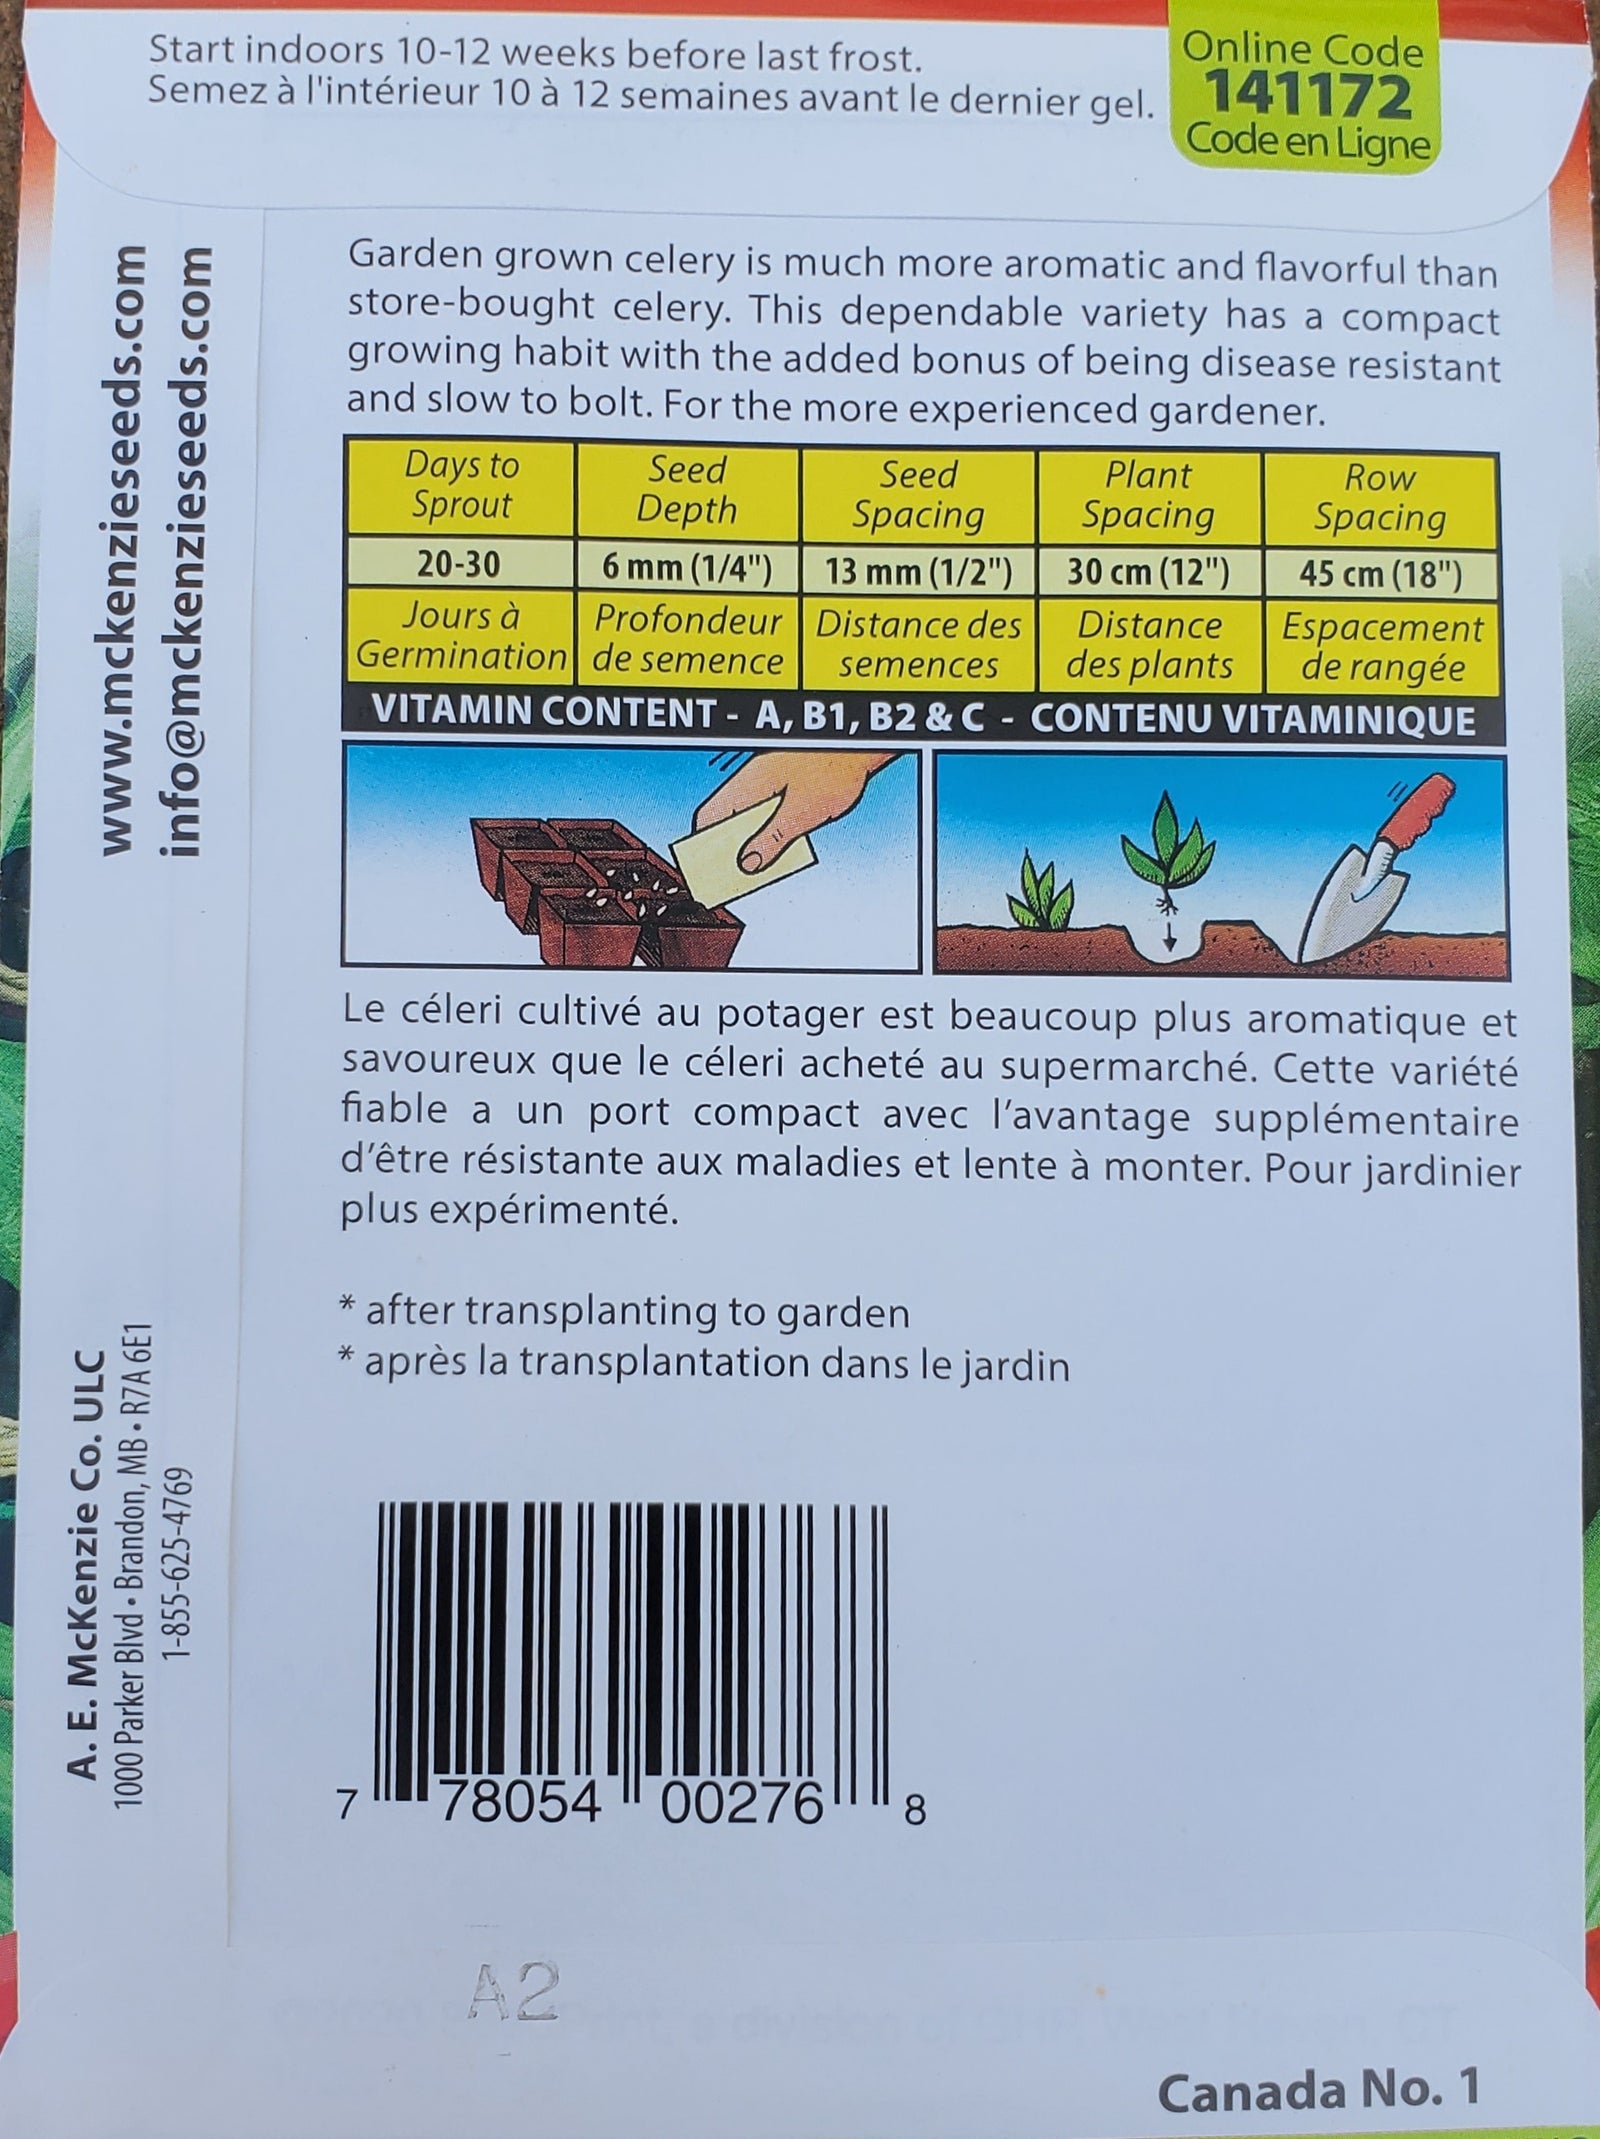 Start indoors 10-12 weeks before last frost.
Semez à l'intérieur 10 à 12 semaines avant le dernier gel.
Online Code
141172
Code en Ligne
www.mckenzieseeds.com
info@mckenzieseeds.com
Garden grown celery is much more aromatic and flavorful than
store-bought celery. This dependable variety has a compact
growing habit with the added bonus of being disease resistant
and slow to bolt. For the more experienced gardener.
Days to Sprout
Seed Depth
Seed Spacing
Plant Spacing
Row Spacing
20-30
6 mm (1/4")
13 mm (1/2")
30 cm (12")
45 cm (18")
Jours à Germination
Profondeur de semence
Distance des semences
Distance des plants
Espacement de rangée
VITAMIN CONTENT - A, B1, B2 & C - CONTENU VITAMINIQUE
Le céleri cultivé au potager est beaucoup plus aromatique et
savoureux que le céleri acheté au supermarché. Cette variété
fiable a un port compact avec l'avantage supplémentaire
d'être résistante aux maladies et lente à monter. Pour jardinier
plus expérimenté.
* after transplanting to garden
* après la transplantation dans le jardin
A. E. McKenzie Co. ULC
1000 Parker Blvd • Brandon, MB • R7A 6E1
1-855-625-4769
7 78054 00276 8
A2
Canada No. 1